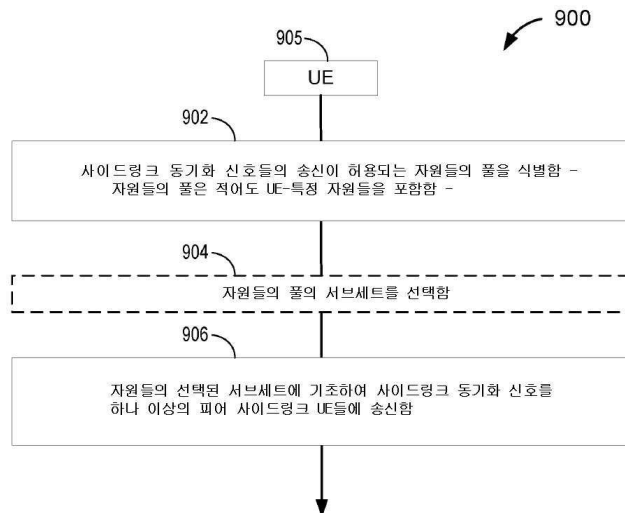 900
905
UE
902
사이드링크 동기화 신호들의 송신이 허용되는 자원들의 풀을 식별함 -
자원들의 풀은 적어도 UE-특정 자원들을 포함함 -
904
자원들의 풀의 서브세트를 선택함
906
자원들의 선택된 서브세트에 기초하여 사이드링크 동기화 신호를
하나 이상의 피어 사이드링크 UE들에 송신함